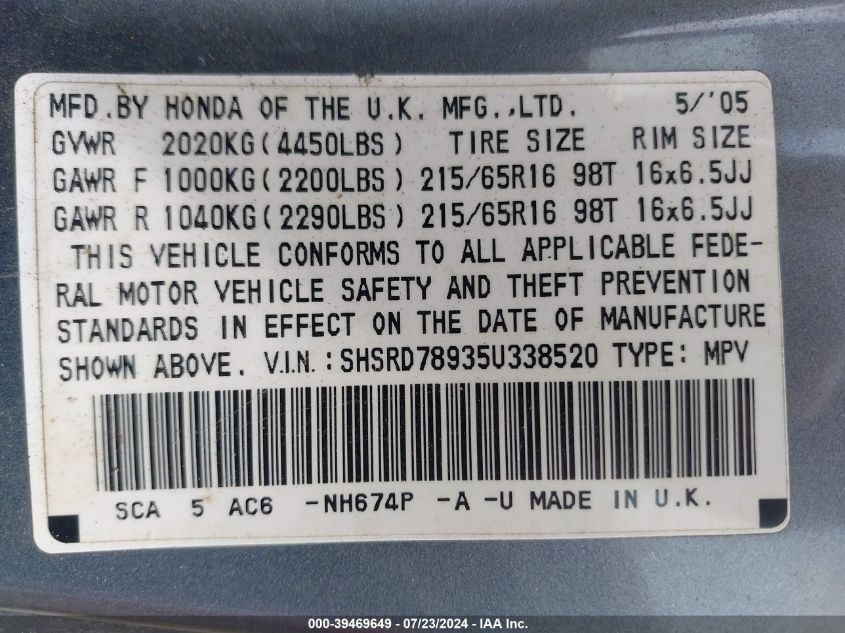 MFD.BY HONDA OF THE U.K. MFG.,LTD. 5/'05
GVWR 2020KG(4450LBS) TIRE SIZE RIM SIZE
GAWR F 1000KG(2200LBS) 215/65R16 98T 16x6.5JJ
GAWR R 1040KG(2290LBS) 215/65R16 98T 16x6.5JJ
THIS VEHICLE CONFORMS TO ALL APPLICABLE FEDE-
RAL MOTOR VEHICLE SAFETY AND THEFT PREVENTION
STANDARDS IN EFFECT ON THE DATE OF MANUFACTURE
SHOWN ABOVE. V.I.N.:SHSRD78935U338520 TYPE: MPV
SCA 5 AC6 -NH674P -A -U MADE IN U.K.
000-39469649 - 07/23/2024 - IAA Inc.